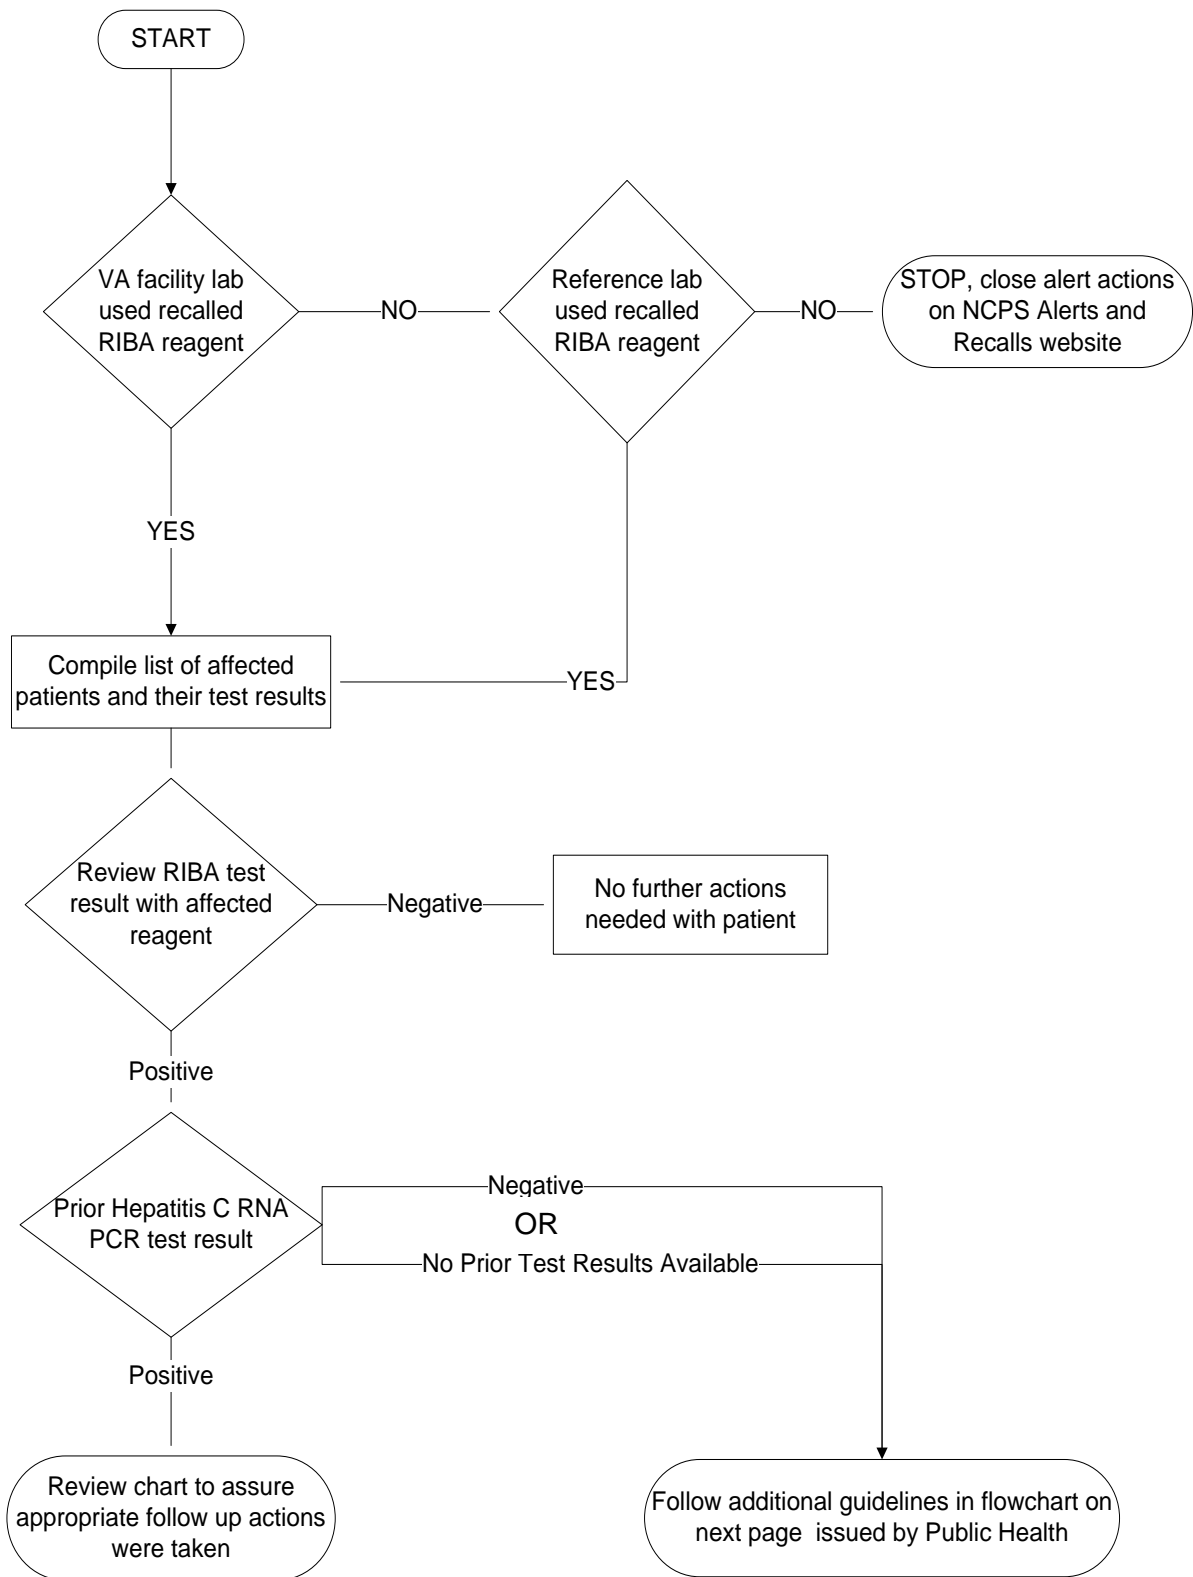 START
VA facility lab
used recalled
RIBA reagent
NO
Reference lab
used recalled
RIBA reagent
NO
STOP, close alert actions
on NCPS Alerts and
Recalls website
YES
YES
Compile list of affected
patients and their test results
Review RIBA test
result with affected
reagent
Negative
No further actions
needed with patient
Positive
Prior Hepatitis C RNA
PCR test result
Negative
OR
No Prior Test Results Available
Positive
Review chart to assure
appropriate follow up actions
were taken
Follow additional guidelines in flowchart on
next page issued by Public Health